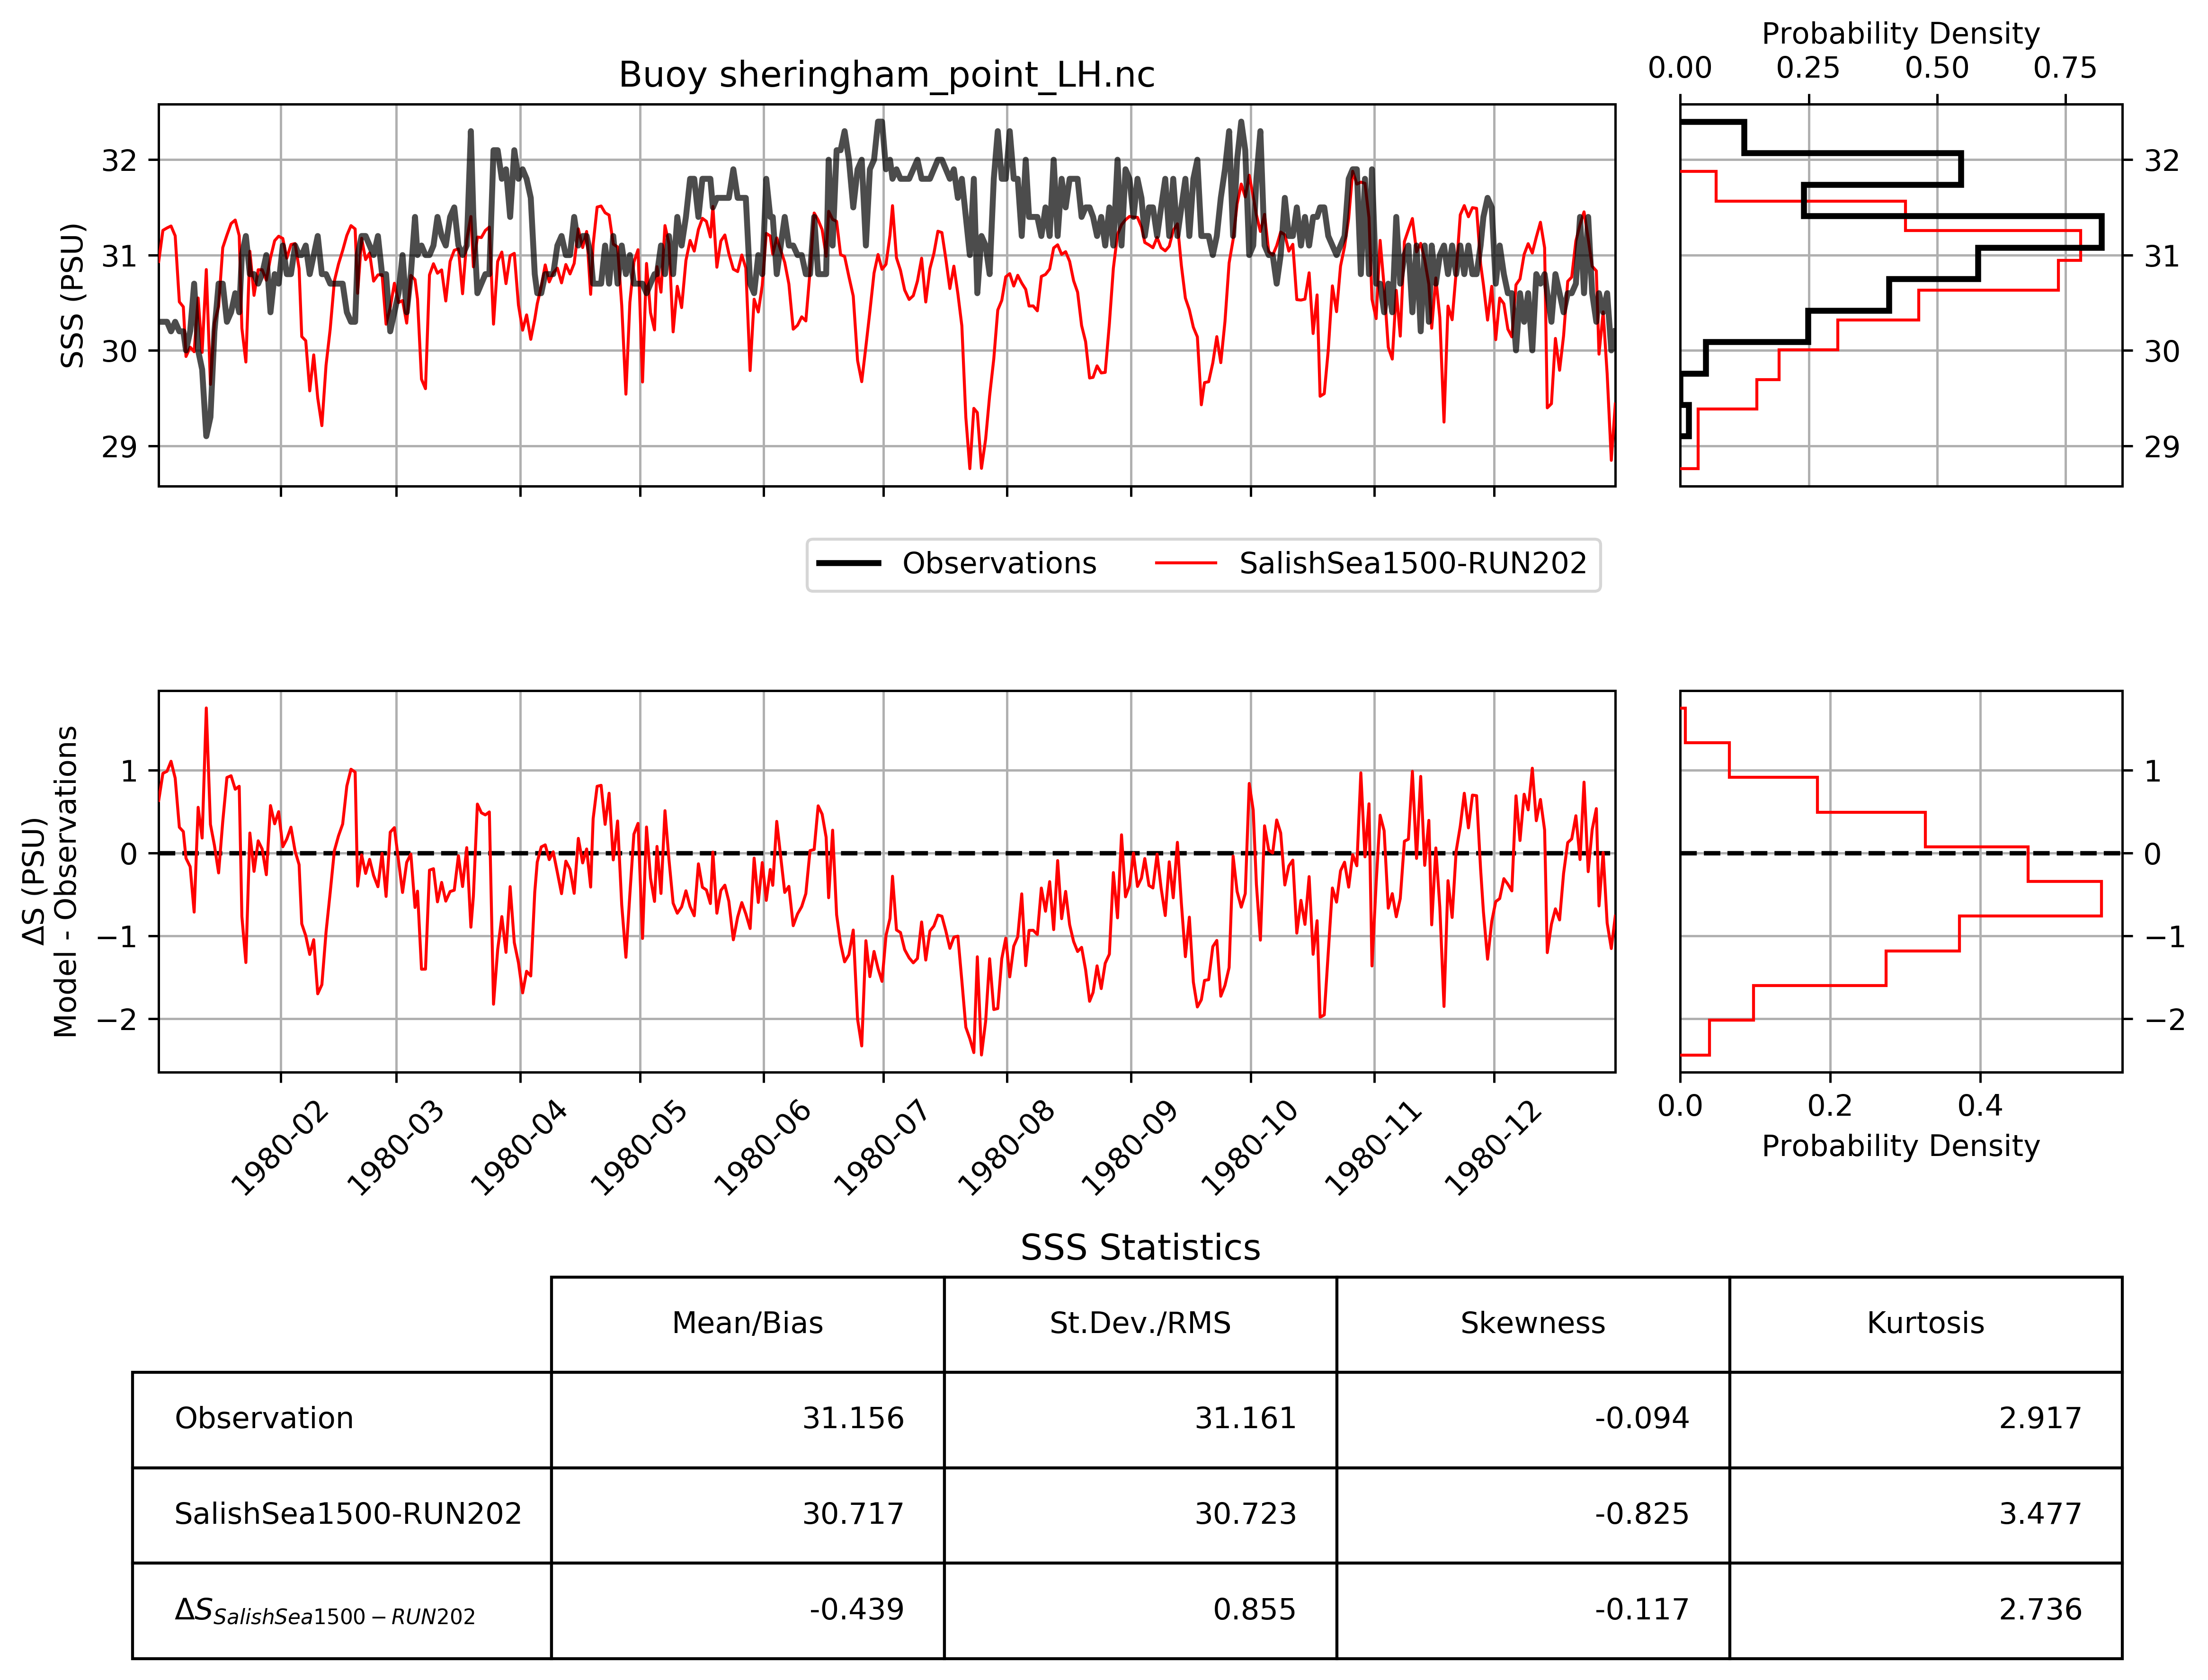 Probability Density
0.00 0.25 0.50 0.75
Buoy sheringham_point_LH.nc
SSS (PSU)
32
31
30
29
32
31
30
29
Observations SalishSea1500-RUN202
ΔS (PSU)
Model - Observations
1
0
−1
−2
1
0
−1
−2
1980-02 1980-03 1980-04 1980-05 1980-06 1980-07 1980-08 1980-09 1980-10 1980-11 1980-12
0.0 0.2 0.4
Probability Density
SSS Statistics
Mean/Bias St.Dev./RMS Skewness Kurtosis
Observation 31.156 31.161 -0.094 2.917
SalishSea1500-RUN202 30.717 30.723 -0.825 3.477
ΔS SalishSea1500−RUN202 -0.439 0.855 -0.117 2.736